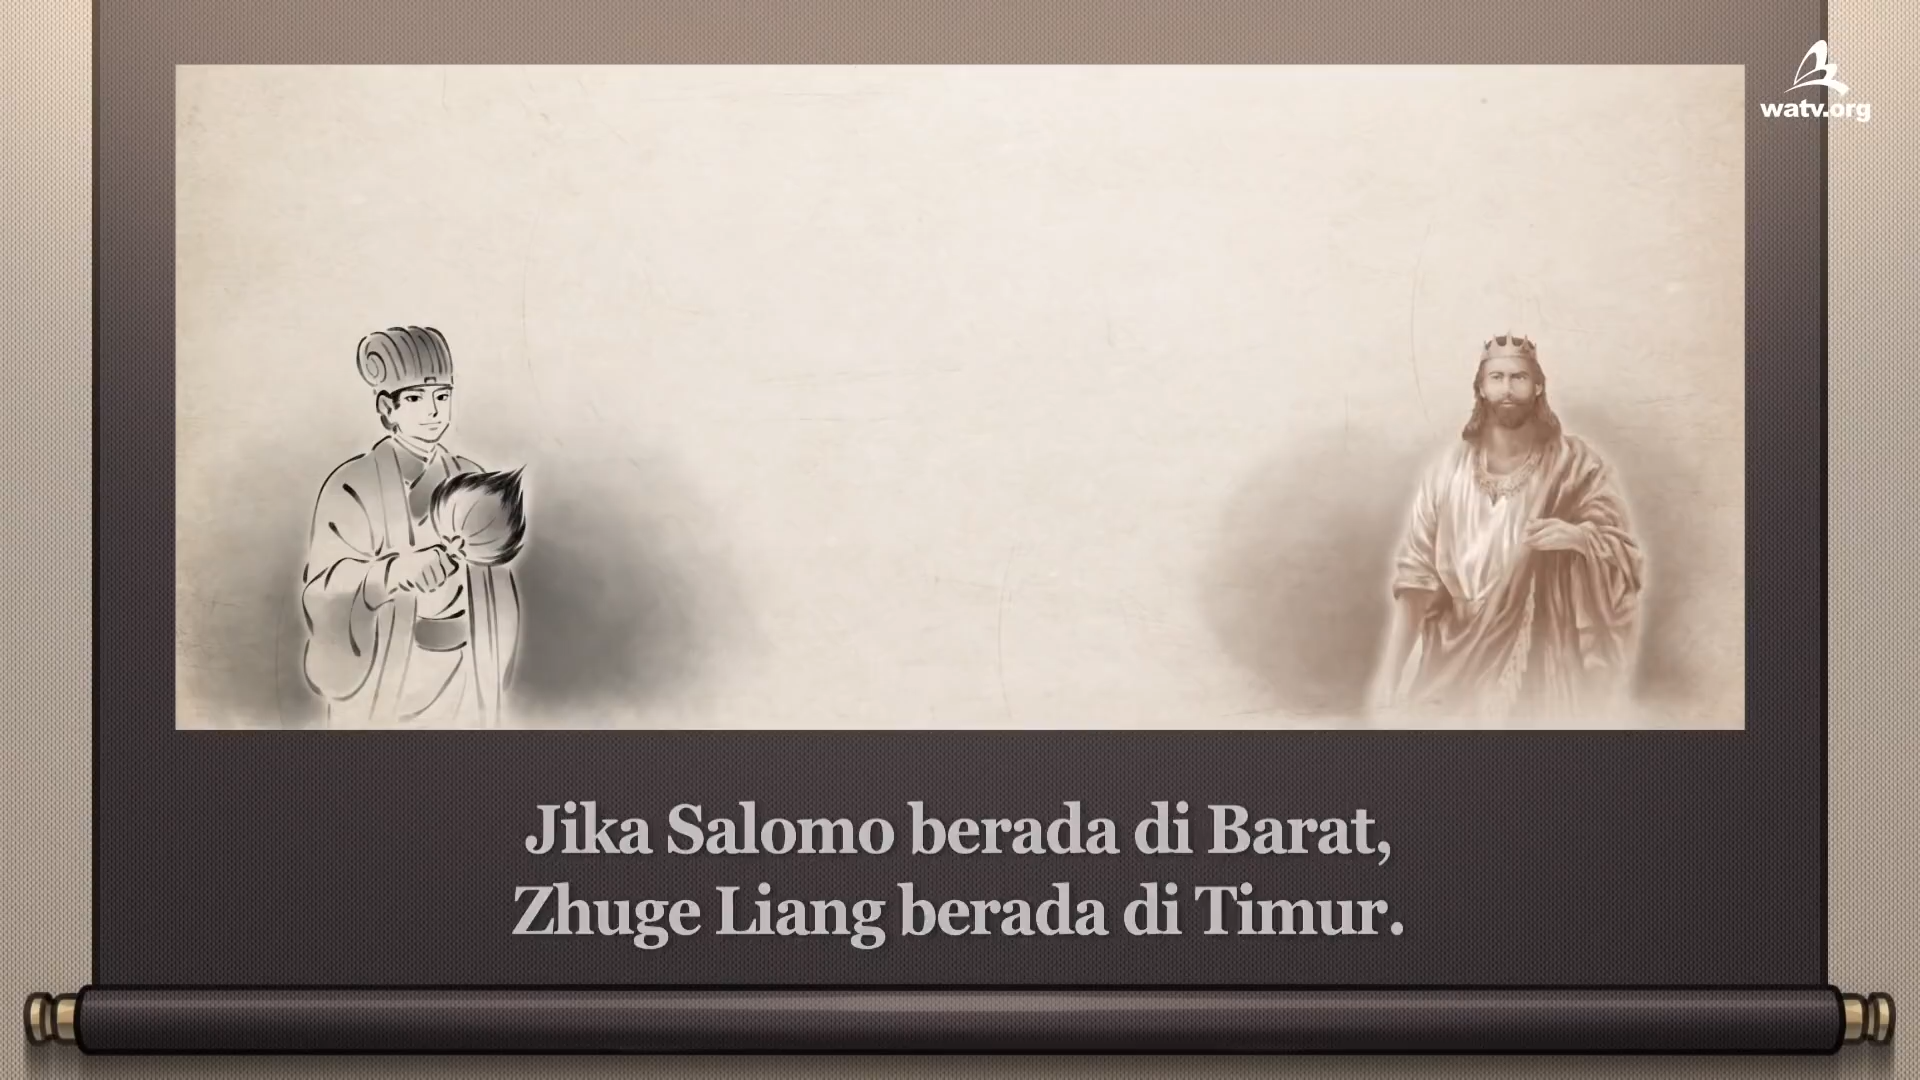 watv.org
Jika Salomo berada di Barat,
Zhuge Liang berada di Timur.